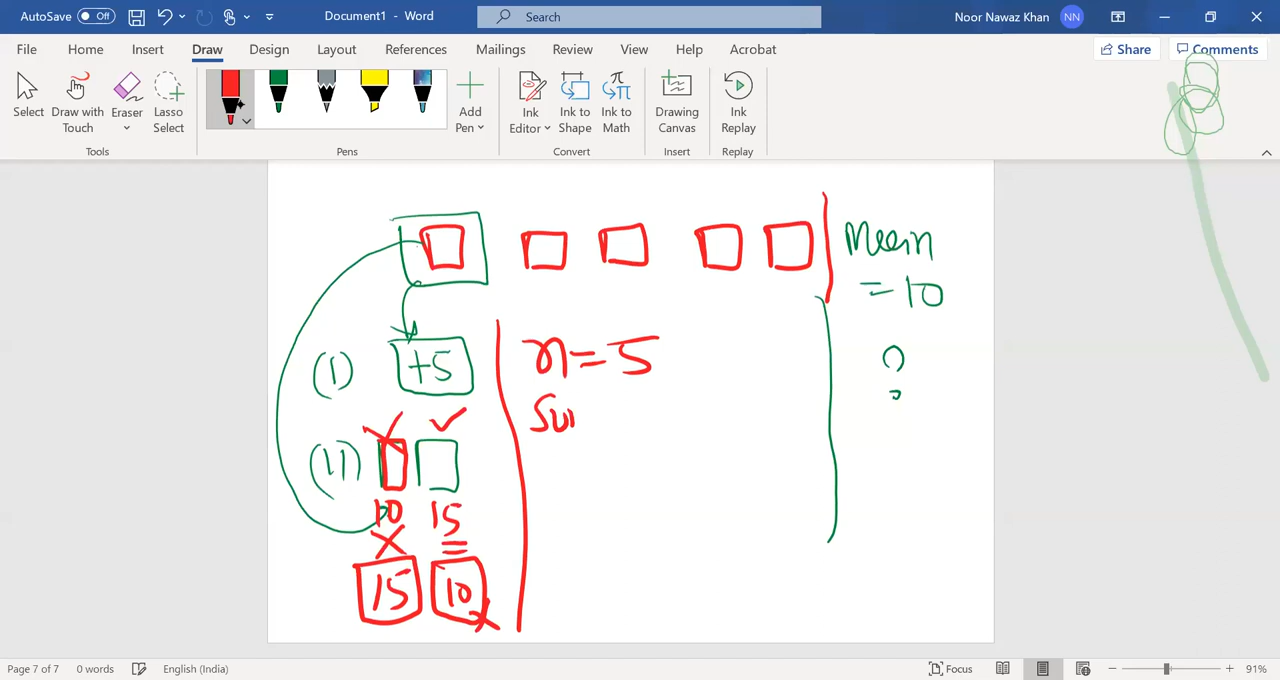 AutoSave Off Document1 - Word Search Noor Nawaz Khan NN
File Home Insert Draw Design Layout References Mailings Review View Help Acrobat Share Comments
Select Draw with Touch Eraser Lasso Select Add Pen Ink Editor Ink to Shape Ink to Math Drawing Canvas Ink Replay
Tools Pens Convert Insert Replay
Mean
= 10
(I) +5
n = 5
?
Su
(II)
10 15
15 10
Page 7 of 7 0 words English (India) Focus 91%